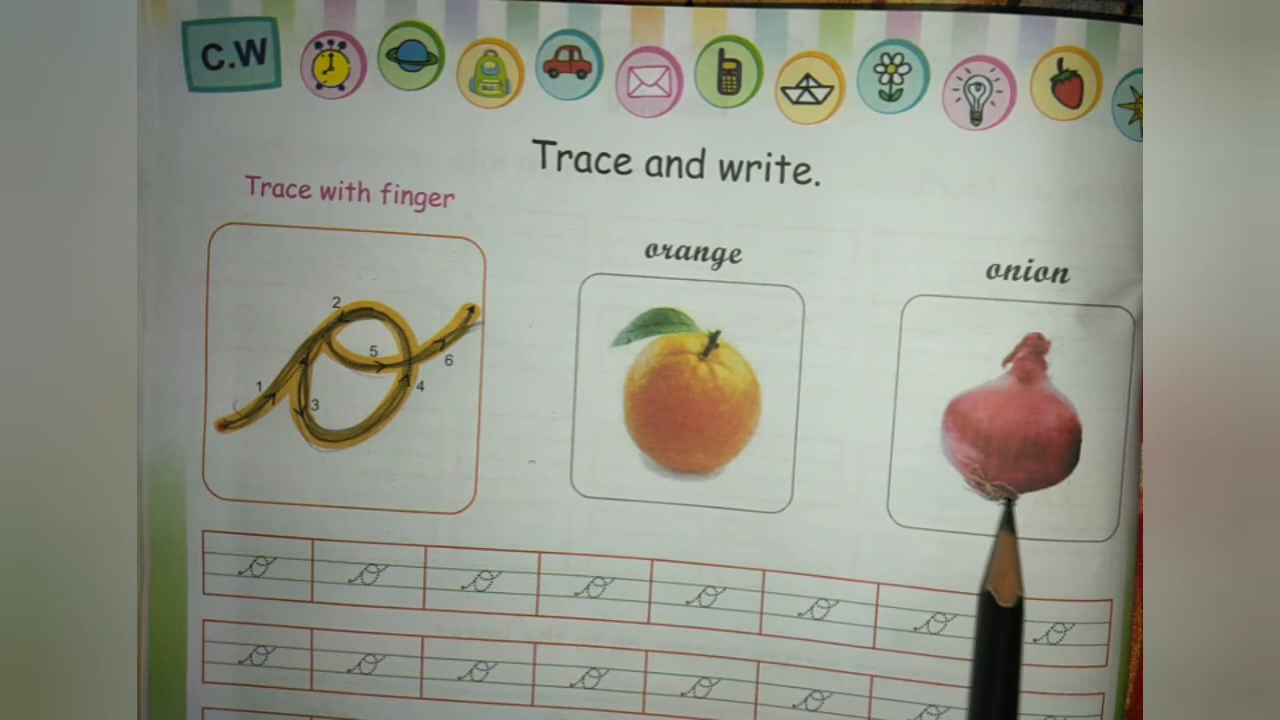 C.W
Trace and write.
Trace with finger
orange
onion
1 2 3 4 5 6
o o o o o o o o
o o o o o o o o